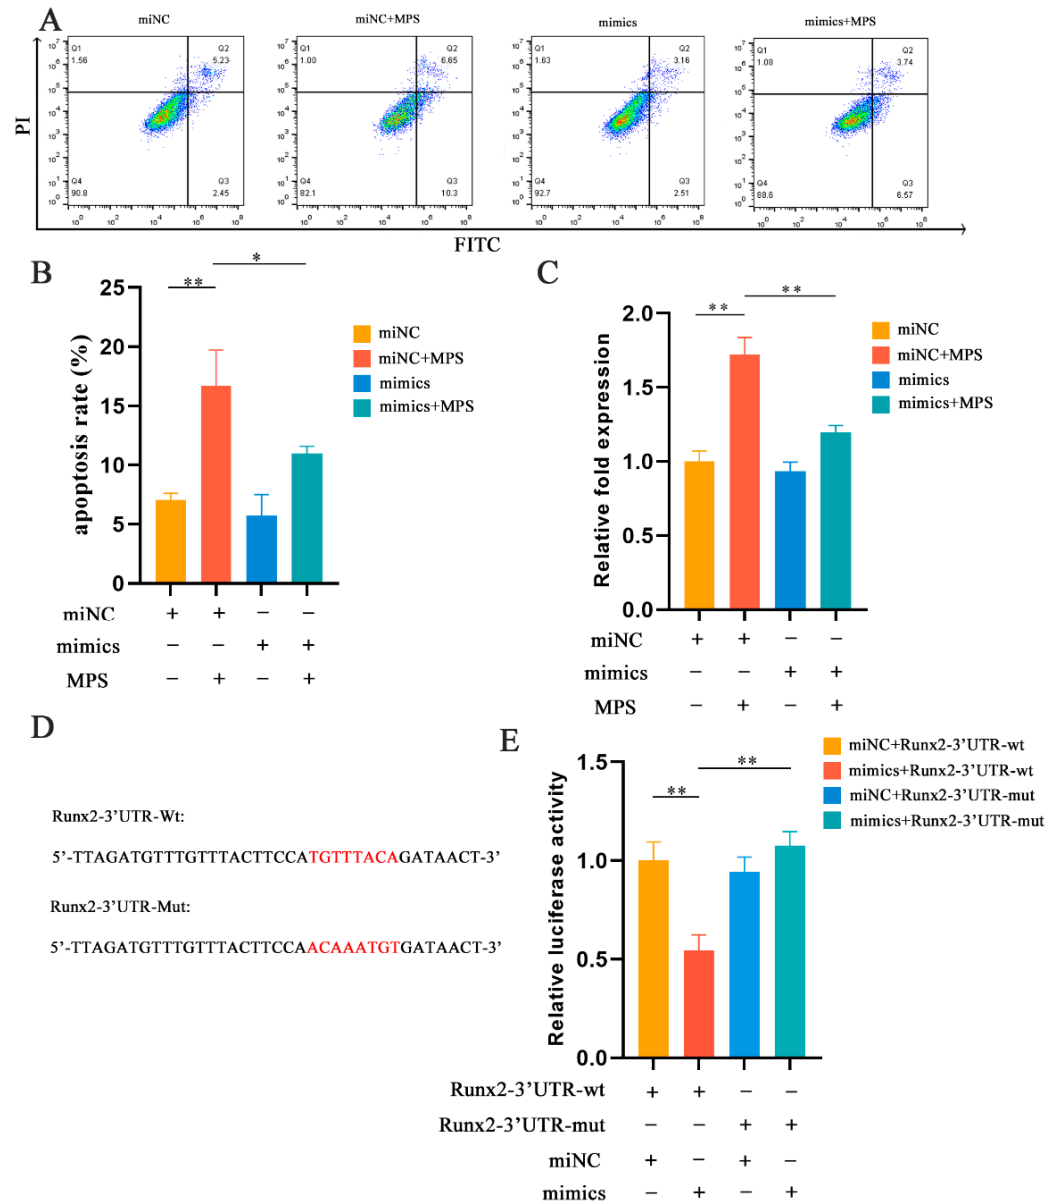 A
miNC
miNC+MPS
mimics
mimics+MPS
PI
Q1
1.56
Q2
5.23
Q4
90.8
Q3
2.45
Q1
1.00
Q2
6.65
Q4
82.1
Q3
10.3
Q1
1.63
Q2
3.16
Q4
92.7
Q3
2.51
Q1
1.08
Q2
3.74
Q4
88.6
Q3
6.57
FITC
B
apoptosis rate (%)
25
20
15
10
5
0
**
*
miNC
miNC+MPS
mimics
mimics+MPS
miNC + + − −
mimics − − + +
MPS − + − +
C
Relative fold expression
2.0
1.5
1.0
0.5
0.0
**
**
miNC
miNC+MPS
mimics
mimics+MPS
miNC + + − −
mimics − − + +
MPS − + − +
D
Runx2-3’UTR-Wt:
5’-TTAGATGTTTGTTTACTTCCATGTTTACAGATAACT-3’
Runx2-3’UTR-Mut:
5’-TTAGATGTTTGTTTACTTCCAACAAATGTGATAACT-3’
E
Relative luciferase activity
1.5
1.0
0.5
0.0
**
**
miNC+Runx2-3’UTR-wt
mimics+Runx2-3’UTR-wt
miNC+Runx2-3’UTR-mut
mimics+Runx2-3’UTR-mut
Runx2-3’UTR-wt + + − −
Runx2-3’UTR-mut − − + +
miNC + − + −
mimics − + − +